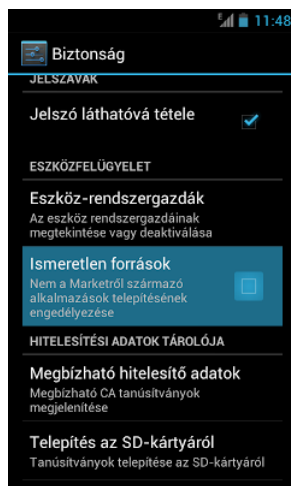 E 11:48
Biztonság
JELSZAVAK
Jelszó láthatóvá tétele
ESZKÖZFELÜGYELET
Eszköz-rendszergazdák
Az eszköz rendszergazdáinak
megtekintése vagy deaktiválása
Ismeretlen források
Nem a Marketről származó
alkalmazások telepítésének
engedélyezése
HITELESÍTÉSI ADATOK TÁROLÓJA
Megbízható hitelesítő adatok
Megbízható CA tanúsítványok
megjelenítése
Telepítés az SD-kártyáról
Tanúsítványok telepítése az SD-kártyáról